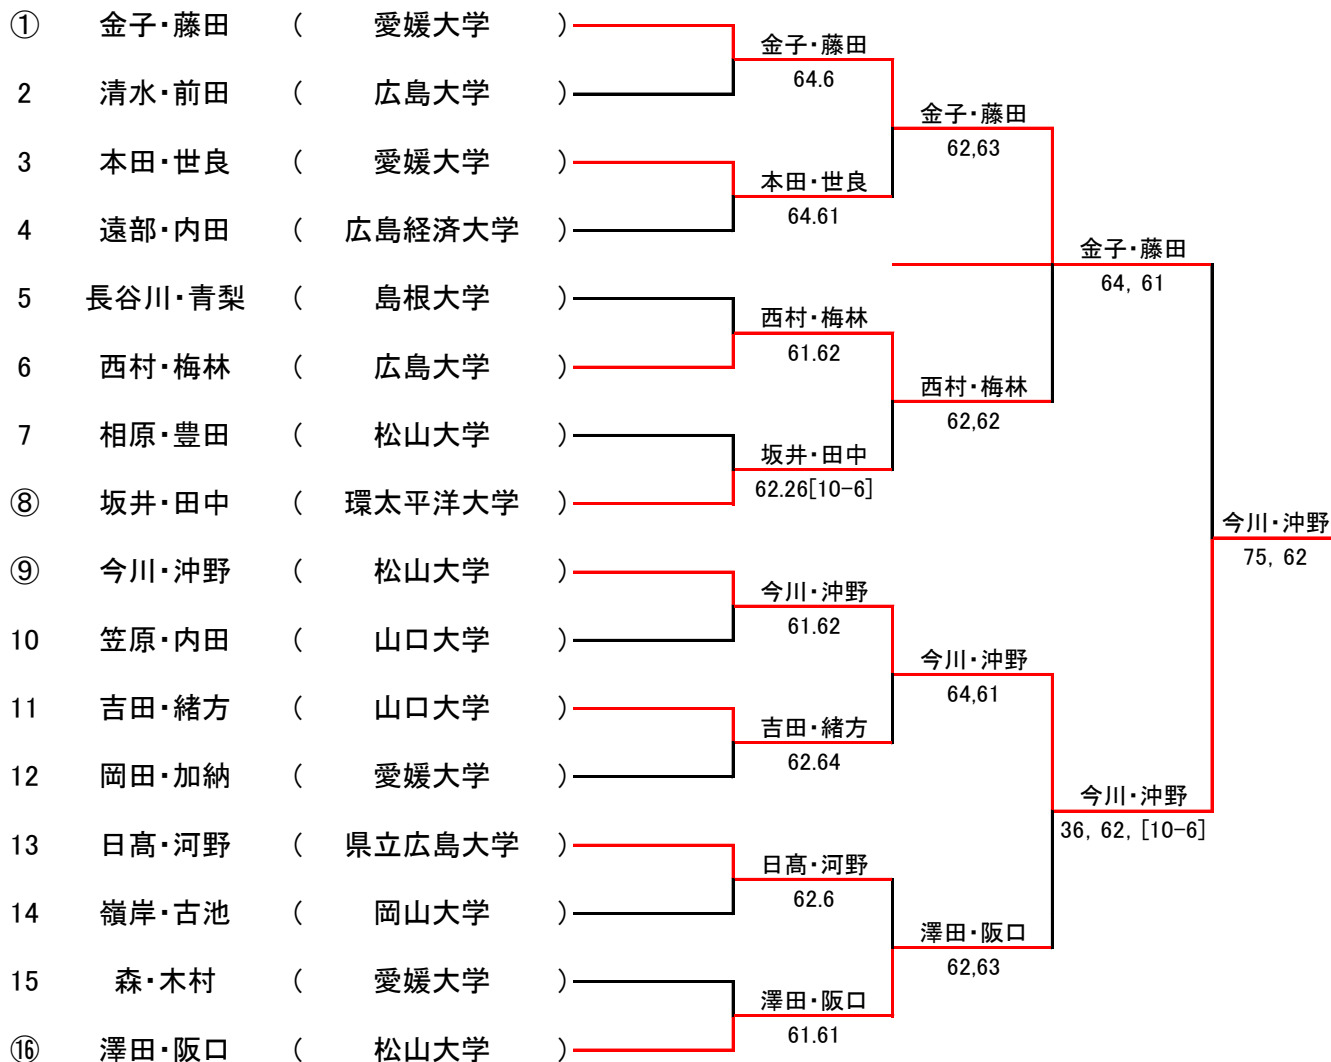 ① 金子・藤田 ( 愛媛大学 )
金子・藤田
64.6
2 清水・前田 ( 広島大学 )
金子・藤田
62,63
3 本田・世良 ( 愛媛大学 )
本田・世良
64.61
4 遠部・内田 ( 広島経済大学 )
金子・藤田
64, 61
5 長谷川・青梨 ( 島根大学 )
西村・梅林
61.62
6 西村・梅林 ( 広島大学 )
西村・梅林
62,62
7 相原・豊田 ( 松山大学 )
坂井・田中
62.26[10-6]
⑧ 坂井・田中 ( 環太平洋大学 )
今川・沖野
75, 62
⑨ 今川・沖野 ( 松山大学 )
今川・沖野
61.62
10 笠原・内田 ( 山口大学 )
今川・沖野
64,61
11 吉田・緒方 ( 山口大学 )
吉田・緒方
62.64
12 岡田・加納 ( 愛媛大学 )
今川・沖野
36, 62, [10-6]
13 日髙・河野 ( 県立広島大学 )
日髙・河野
62.6
14 嶺岸・古池 ( 岡山大学 )
澤田・阪口
62,63
15 森・木村 ( 愛媛大学 )
澤田・阪口
61.61
⑯ 澤田・阪口 ( 松山大学 )